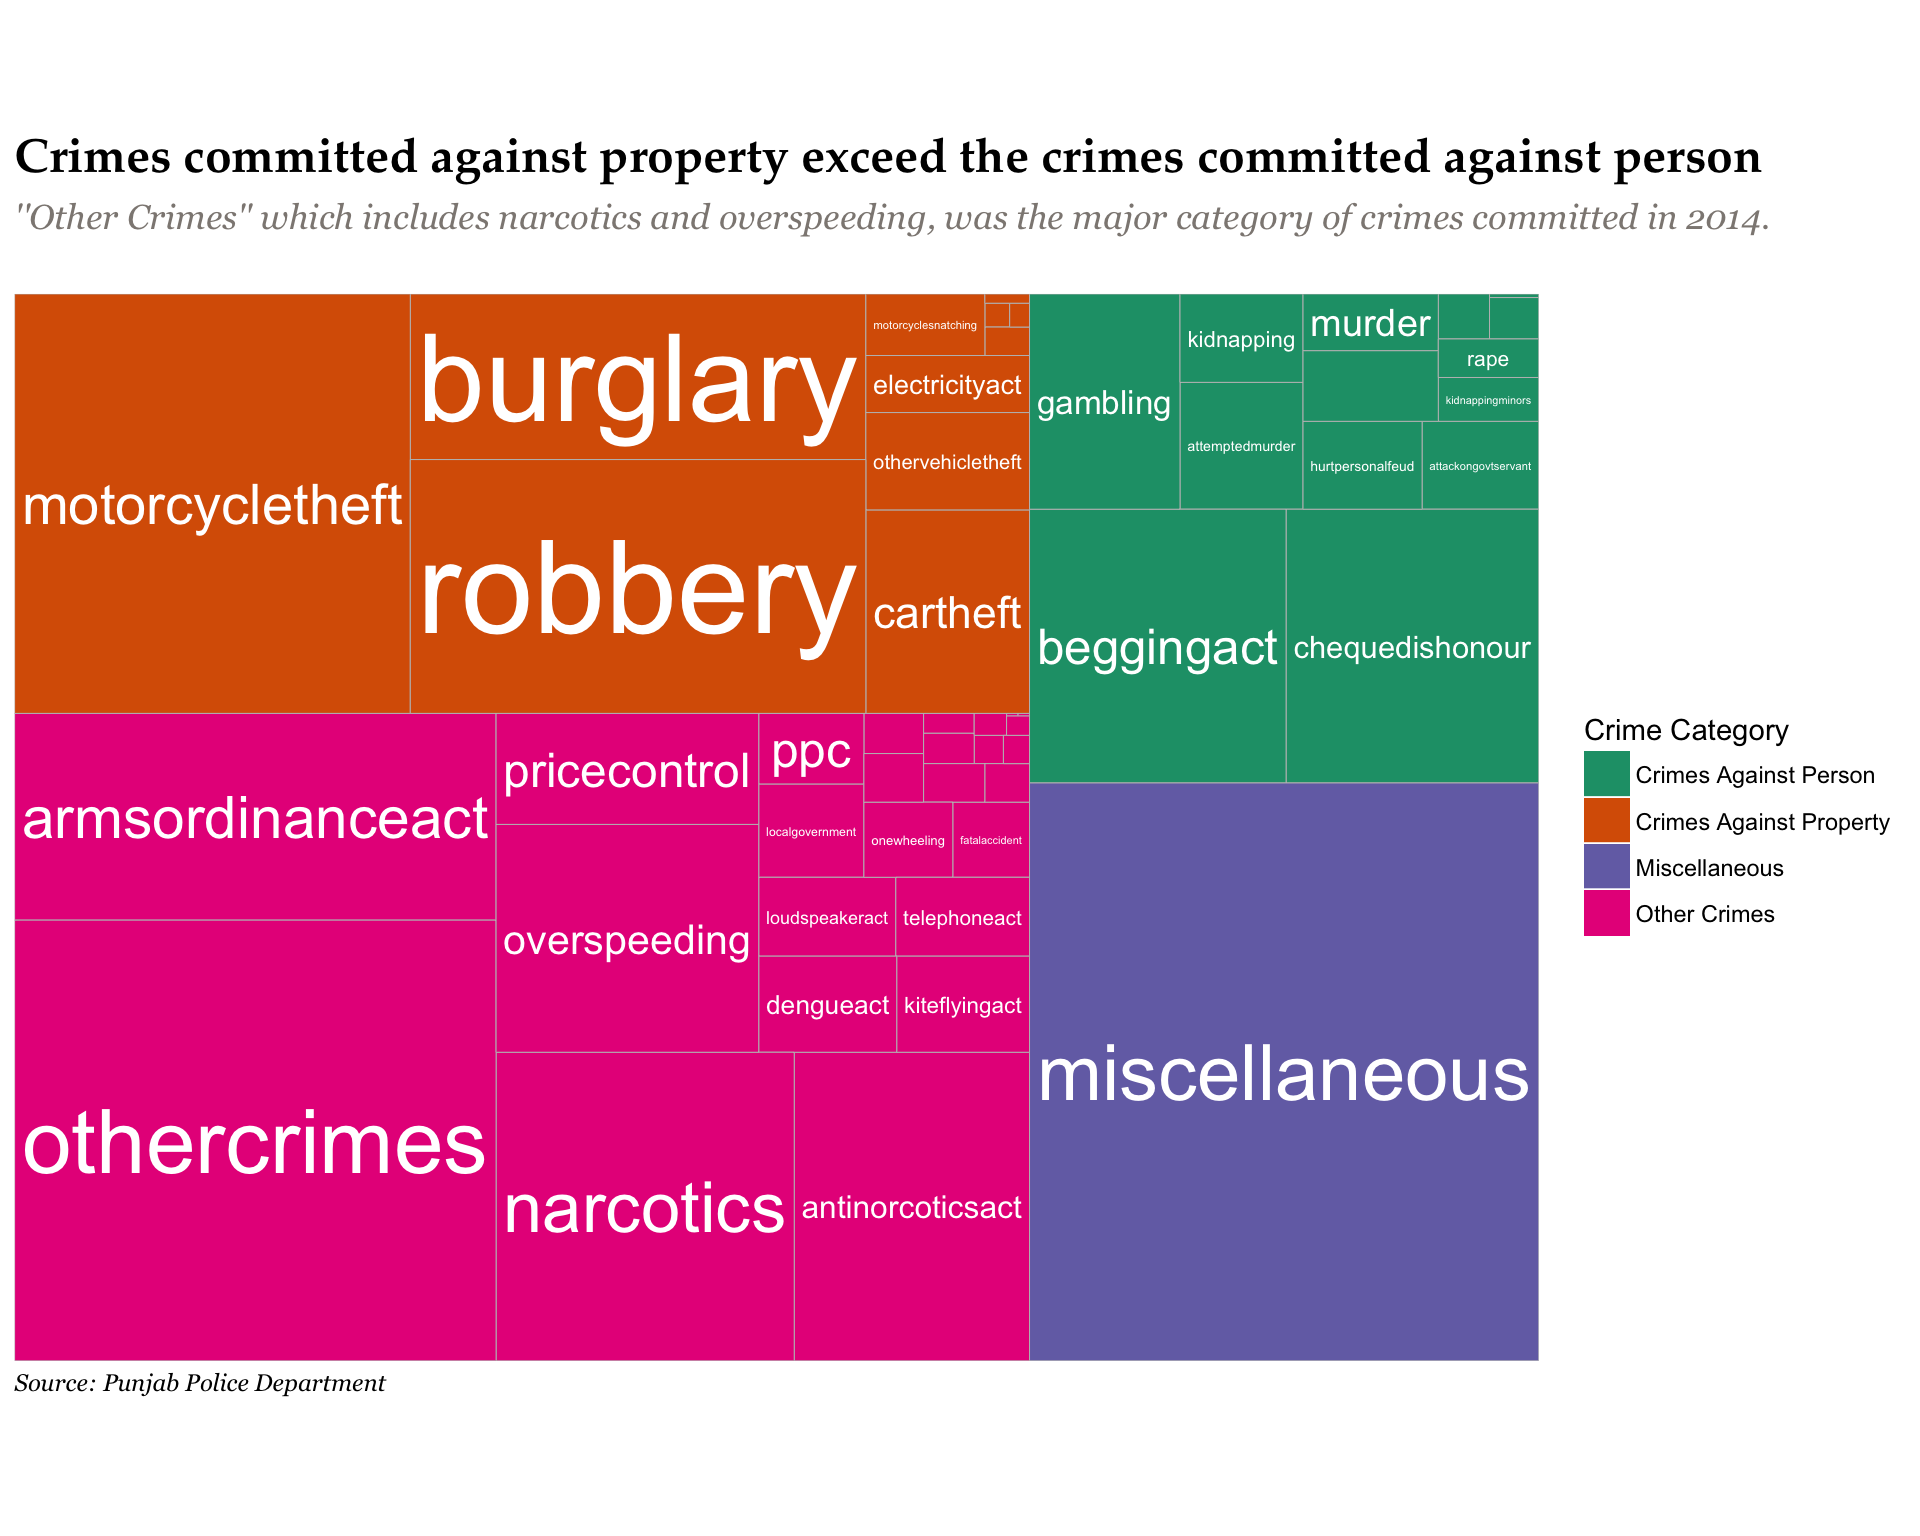 Crimes committed against property exceed the crimes committed against person
"Other Crimes" which includes narcotics and overspeeding, was the major category of crimes committed in 2014.
motorcycletheft
burglary
robbery
motorcyclesnatching
electricityact
othervehicletheft
cartheft
gambling
kidnapping
attemptedmurder
murder
rape
kidnappingminors
hurtpersonalfeud
attackongovtservant
beggingact
chequedishonour
armsordinanceact
othercrimes
pricecontrol
overspeeding
ppc
localgovernment
onewheeling
fatalaccident
loudspeakeract
telephoneact
dengueact
kiteflyingact
narcotics
antinorcoticsact
miscellaneous
Crime Category
Crimes Against Person
Crimes Against Property
Miscellaneous
Other Crimes
Source: Punjab Police Department